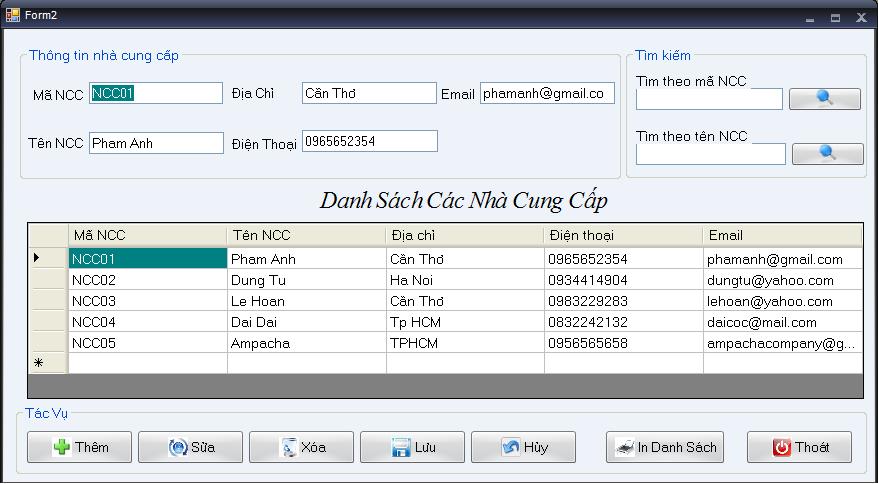 Form2
Thông tin nhà cung cấp
Mã NCC NCC01 Địa Chỉ Cần Thơ Email phamanh@gmail.co
Tên NCC Pham Anh Điện Thoại 0965652354
Tìm kiếm
Tìm theo mã NCC
Tìm theo tên NCC
Danh Sách Các Nhà Cung Cấp
Mã NCC Tên NCC Địa chỉ Điện thoại Email
NCC01 Pham Anh Cần Thơ 0965652354 phamanh@gmail.com
NCC02 Dung Tu Ha Noi 0934414904 dungtu@yahoo.com
NCC03 Le Hoan Cần Thơ 0983229283 lehoan@yahoo.com
NCC04 Dai Dai Tp HCM 0832242132 daicoc@mail.com
NCC05 Ampacha TPHCM 0956565658 ampachacompany@g...
Tác Vụ
Thêm Sửa Xóa Lưu Hủy In Danh Sách Thoát